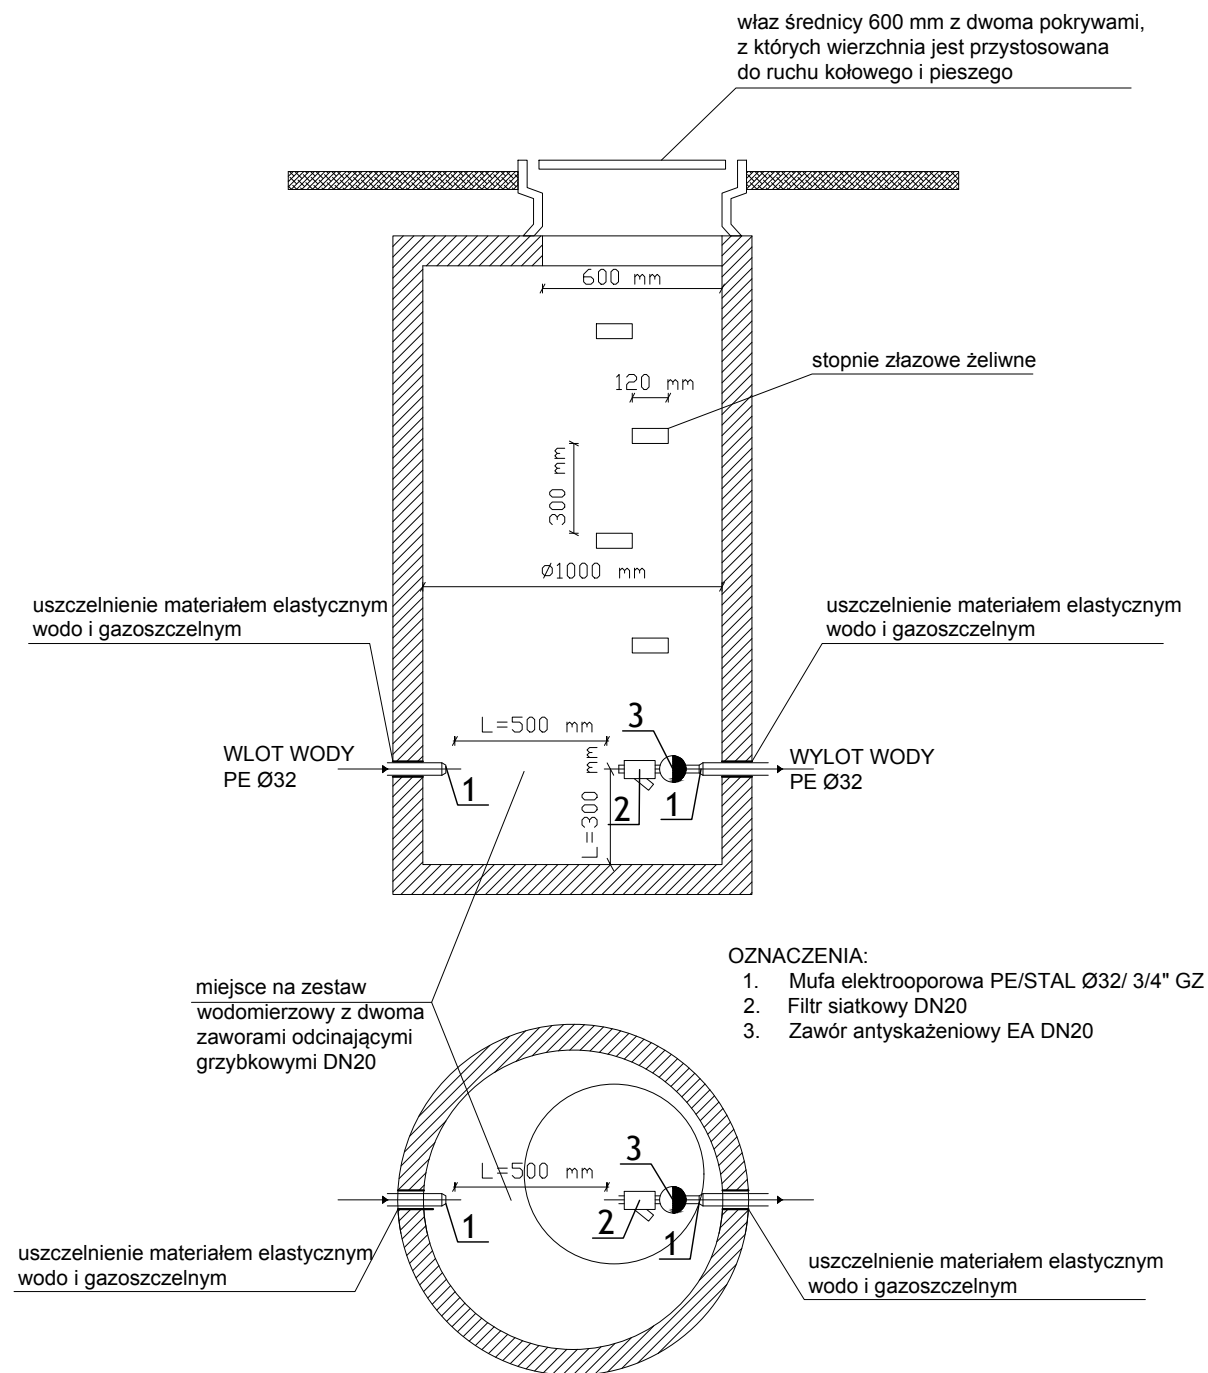 właz średnicy 600 mm z dwoma pokrywami,
z których wierzchnia jest przystosowana
do ruchu kołowego i pieszego
600 mm
stopnie złazowe żeliwne
120 mm
300 mm
Ø1000 mm
uszczelnienie materiałem elastycznym
wodo i gazoszczelnym
uszczelnienie materiałem elastycznym
wodo i gazoszczelnym
L=500 mm
3
WLOT WODY
PE Ø32
WYLOT WODY
PE Ø32
1
2
1
L=300 mm
miejsce na zestaw
wodomierzowy z dwoma
zaworami odcinającymi
grzybkowymi DN20
OZNACZENIA:
1. Mufa elektrooporowa PE/STAL Ø32/ 3/4" GZ
2. Filtr siatkowy DN20
3. Zawór antyskażeniowy EA DN20
L=500 mm
3
1
2
1
uszczelnienie materiałem elastycznym
wodo i gazoszczelnym
uszczelnienie materiałem elastycznym
wodo i gazoszczelnym